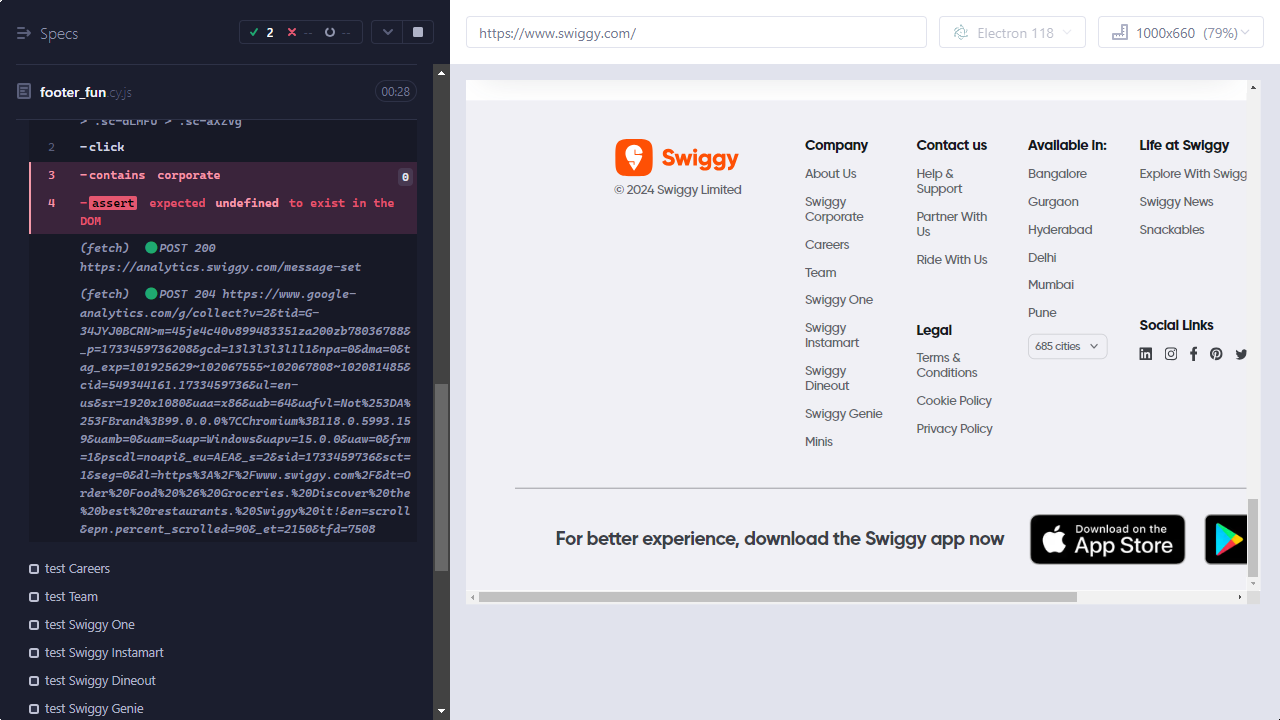 Specs
2
--
--
footer_fun.cy.js
00:28
> .sc-dLMFU > .sc-aXZVg
2
-click
3
-contains corporate
0
4
-assert expected undefined to exist in the
DOM
(fetch) POST 200
https://analytics.swiggy.com/message-set
(fetch) POST 204 https://www.google-
analytics.com/g/collect?v=2&tid=G-
34JYJ0BCRN>m=45je4c40v899483351za200zb78036788&
_p=1733459736208&gcd=13l3l3l3l1l1&npa=0&dma=0&t
ag_exp=101925629~102067555~102067808~102081485&
cid=549344161.1733459736&ul=en-
us&sr=1920x1080&uaa=x86&uab=64&uafvl=Not%253DA%
253FBrand%3B99.0.0.0%7CChromium%3B118.0.5993.15
9&uamb=0&uam=&uap=Windows&uapv=15.0.0&uaw=0&frm
=1&pscdl=noapi&_eu=AEA&_s=2&sid=1733459736&sct=
1&seg=0&dl=https%3A%2F%2Fwww.swiggy.com%2F&dt=O
rder%20Food%20%26%20Groceries.%20Discover%20the
%20best%20restaurants.%20Swiggy%20it!&en=scroll
&epn.percent_scrolled=90&_et=2150&tfd=7508
test Careers
test Team
test Swiggy One
test Swiggy Instamart
test Swiggy Dineout
test Swiggy Genie
https://www.swiggy.com/
Electron 118
1000x660 (79%)
Swiggy
© 2024 Swiggy Limited
Company
About Us
Swiggy
Corporate
Careers
Team
Swiggy One
Swiggy
Instamart
Swiggy
Dineout
Swiggy Genie
Minis
Contact us
Help &
Support
Partner With
Us
Ride With Us
Legal
Terms &
Conditions
Cookie Policy
Privacy Policy
Available in:
Bangalore
Gurgaon
Hyderabad
Delhi
Mumbai
Pune
685 cities
Life at Swiggy
Explore With Swigg
Swiggy News
Snackables
Social Links
For better experience, download the Swiggy app now
Download on the
App Store